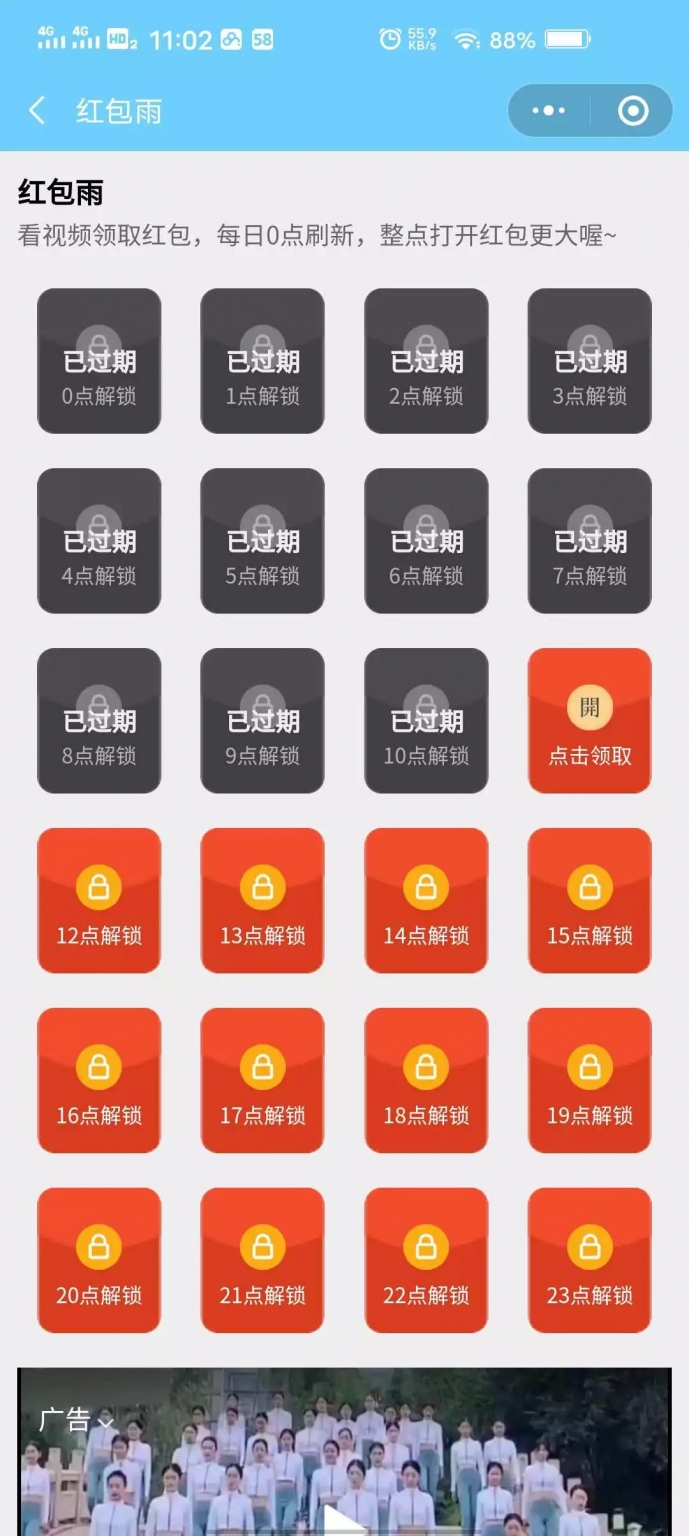 4G 4G HD2 11:02 58 55.9 KB/s 88%
红包雨
红包雨
看视频领取红包，每日0点刷新，整点打开红包更大喔~
已过期 已过期 已过期 已过期
0点解锁 1点解锁 2点解锁 3点解锁
已过期 已过期 已过期 已过期
4点解锁 5点解锁 6点解锁 7点解锁
已过期 已过期 已过期 開
8点解锁 9点解锁 10点解锁 点击领取
12点解锁 13点解锁 14点解锁 15点解锁
16点解锁 17点解锁 18点解锁 19点解锁
20点解锁 21点解锁 22点解锁 23点解锁
广告